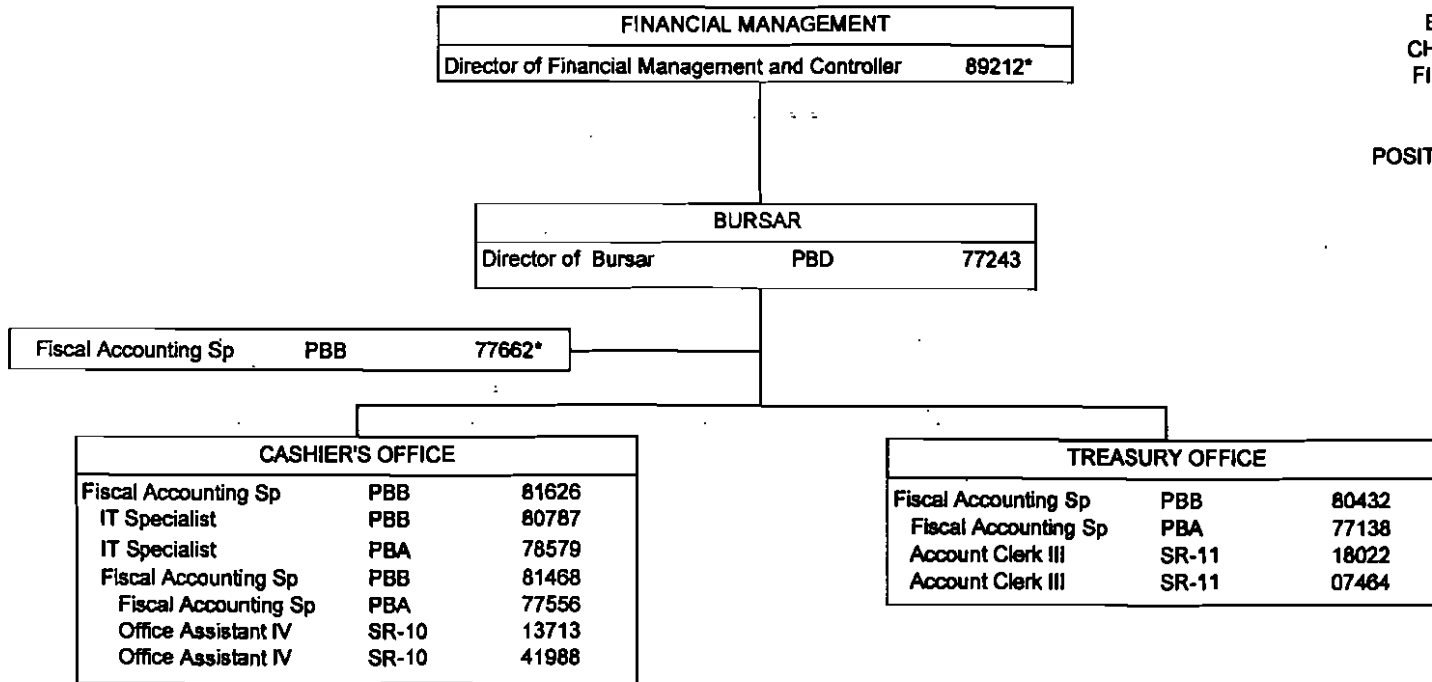 FINANCIAL MANAGEMENT
Director of Financial Management and Controller 89212*
CH
FI
POSIT
BURSAR
Director of Bursar PBD 77243
Fiscal Accounting Sp PBB 77662*
CASHIER'S OFFICE
Fiscal Accounting Sp PBB 81626
IT Specialist PBB 80787
IT Specialist PBA 78579
Fiscal Accounting Sp PBB 81468
Fiscal Accounting Sp PBA 77556
Office Assistant IV SR-10 13713
Office Assistant IV SR-10 41988
TREASURY OFFICE
Fiscal Accounting Sp PBB 80432
Fiscal Accounting Sp PBA 77138
Account Clerk III SR-11 18022
Account Clerk III SR-11 07464